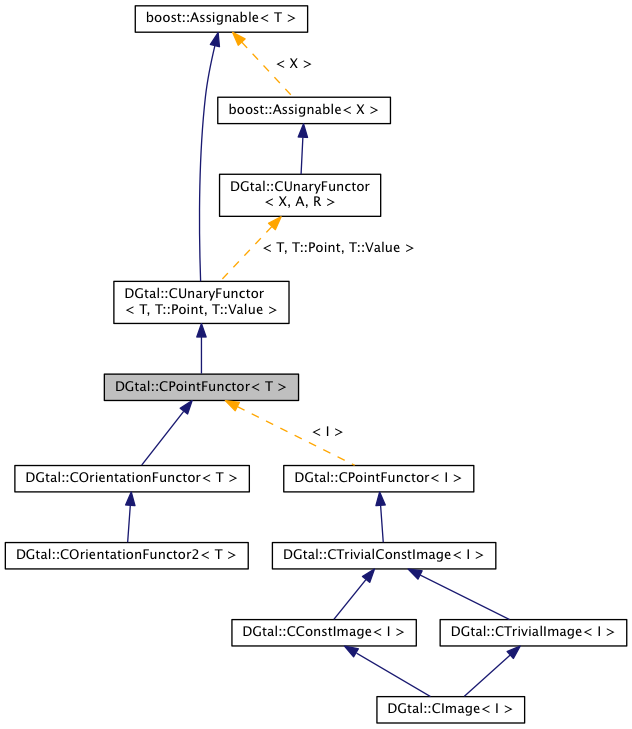 boost::Assignable< T >
< X >
boost::Assignable< X >
DGtal::CUnaryFunctor
< X, A, R >
< T, T::Point, T::Value >
DGtal::CUnaryFunctor
< T, T::Point, T::Value >
DGtal::CPointFunctor< T >
< I >
DGtal::COrientationFunctor< T >
DGtal::CPointFunctor< I >
DGtal::COrientationFunctor2< T >
DGtal::CTrivialConstImage< I >
DGtal::CConstImage< I >
DGtal::CTrivialImage< I >
DGtal::CImage< I >